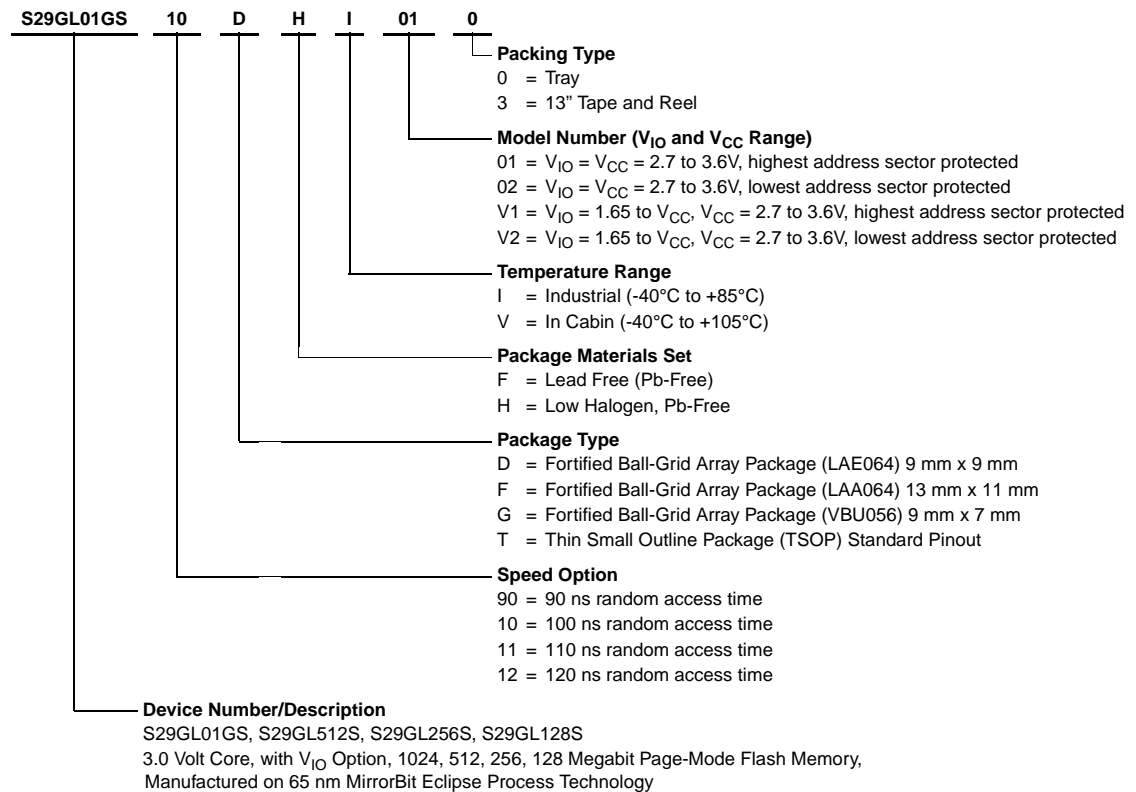 S29GL01GS 10 D H I 01 0
Packing Type
0 = Tray
3 = 13" Tape and Reel
Model Number (VIO and VCC Range)
01 = VIO = VCC = 2.7 to 3.6V, highest address sector protected
02 = VIO = VCC = 2.7 to 3.6V, lowest address sector protected
V1 = VIO = 1.65 to VCC, VCC = 2.7 to 3.6V, highest address sector protected
V2 = VIO = 1.65 to VCC, VCC = 2.7 to 3.6V, lowest address sector protected
Temperature Range
I = Industrial (-40°C to +85°C)
V = In Cabin (-40°C to +105°C)
Package Materials Set
F = Lead Free (Pb-Free)
H = Low Halogen, Pb-Free
Package Type
D = Fortified Ball-Grid Array Package (LAE064) 9 mm x 9 mm
F = Fortified Ball-Grid Array Package (LAA064) 13 mm x 11 mm
G = Fortified Ball-Grid Array Package (VBU056) 9 mm x 7 mm
T = Thin Small Outline Package (TSOP) Standard Pinout
Speed Option
90 = 90 ns random access time
10 = 100 ns random access time
11 = 110 ns random access time
12 = 120 ns random access time
Device Number/Description
S29GL01GS, S29GL512S, S29GL256S, S29GL128S
3.0 Volt Core, with VIO Option, 1024, 512, 256, 128 Megabit Page-Mode Flash Memory,
Manufactured on 65 nm MirrorBit Eclipse Process Technology